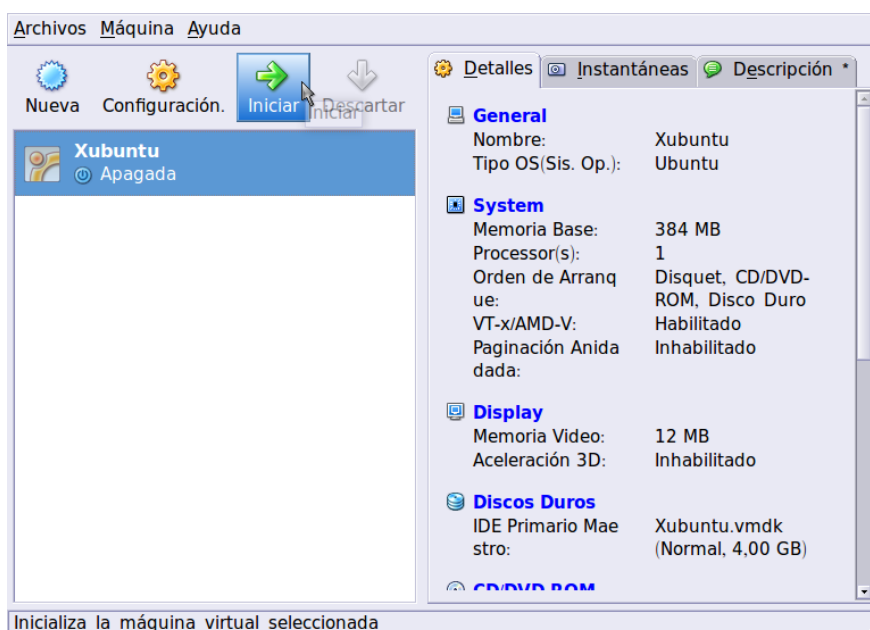 Archivos Máquina Ayuda
Nueva Configuración. Iniciar Descartar
Iniciar
Xubuntu
Apagada
Detalles Instantáneas Descripción *
General
Nombre: Xubuntu
Tipo OS(Sis. Op.): Ubuntu
System
Memoria Base: 384 MB
Processor(s): 1
Orden de Arranq Disquet, CD/DVD-
ue: ROM, Disco Duro
VT-x/AMD-V: Habilitado
Paginación Anida Inhabilitado
dada:
Display
Memoria Video: 12 MB
Aceleración 3D: Inhabilitado
Discos Duros
IDE Primario Mae Xubuntu.vmdk
stro: (Normal, 4,00 GB)
CD/DVD ROM
Inicializa la máquina virtual seleccionada